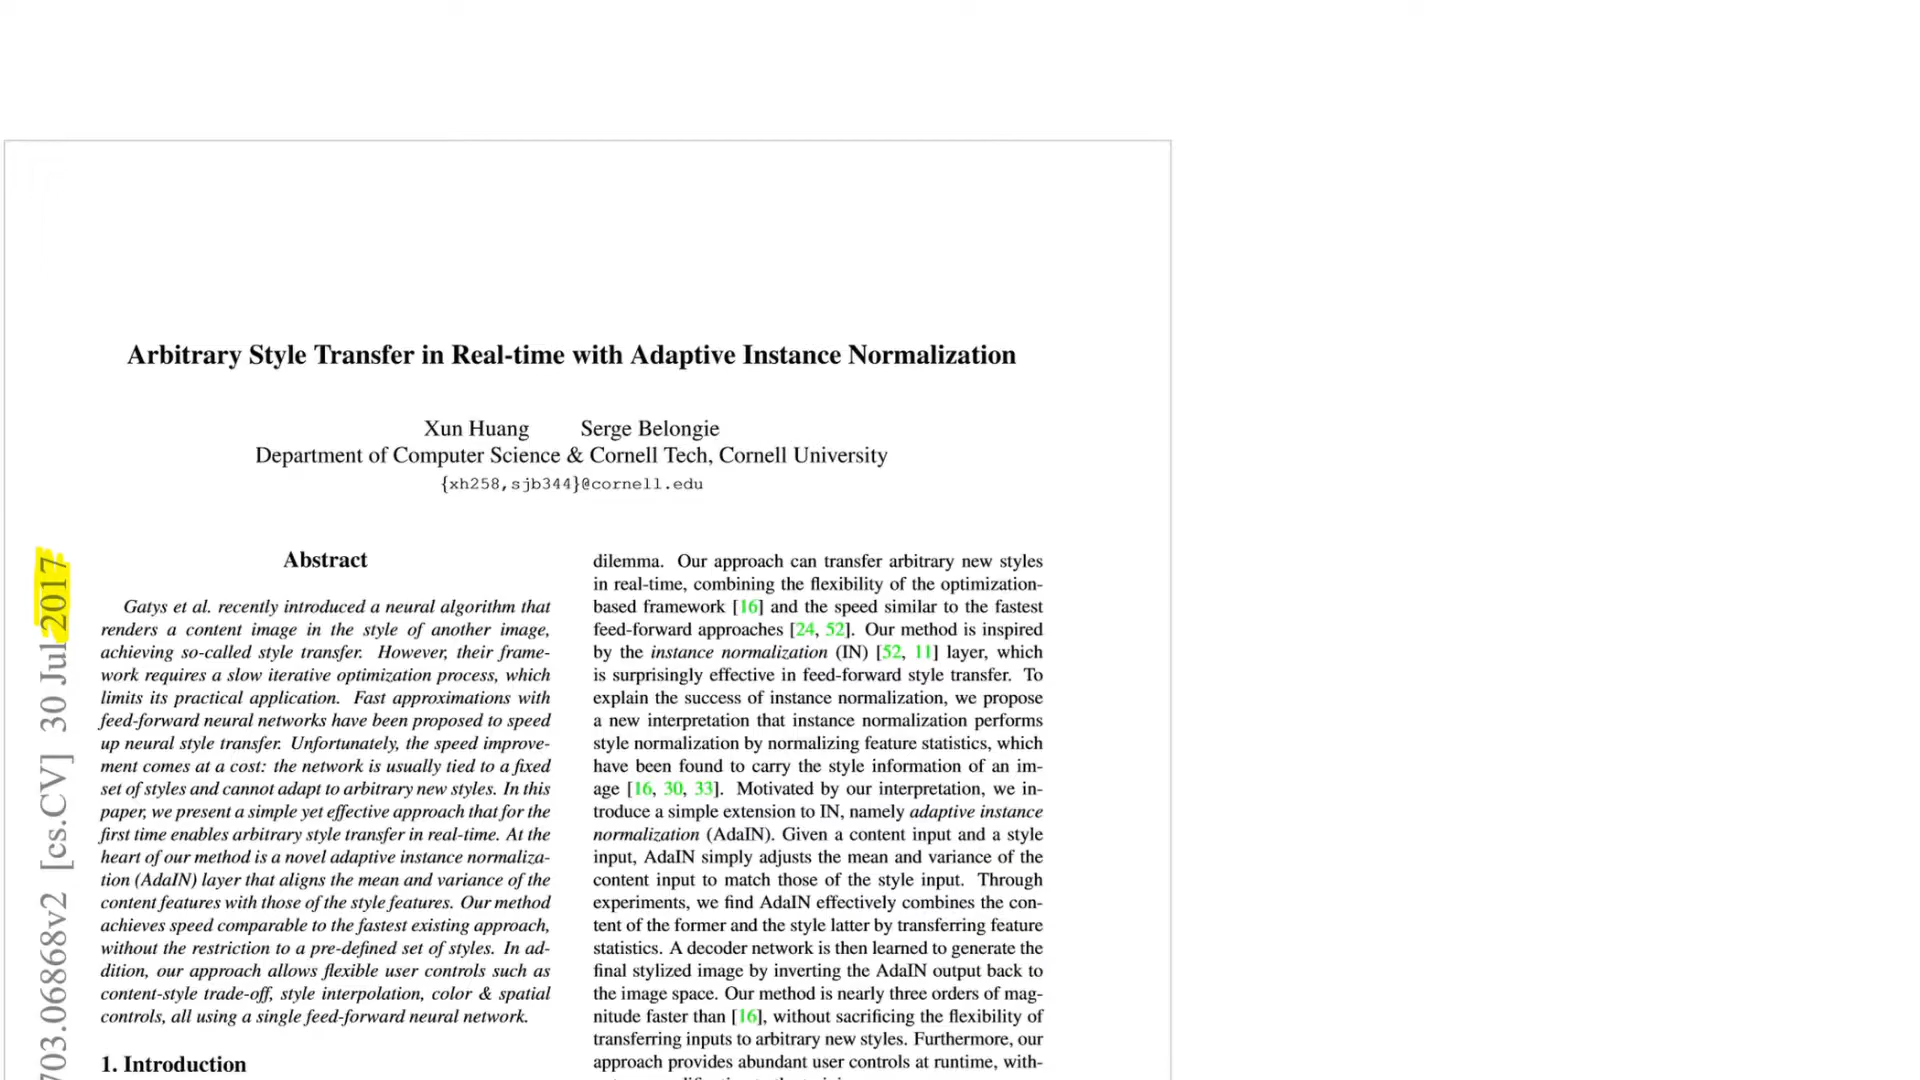 Arbitrary Style Transfer in Real-time with Adaptive Instance Normalization
Xun Huang Serge Belongie
Department of Computer Science & Cornell Tech, Cornell University
{xh258,sjb344}@cornell.edu
703.06868v2 [cs.CV] 30 Jul 2017
Abstract
Gatys et al. recently introduced a neural algorithm that
renders a content image in the style of another image,
achieving so-called style transfer. However, their frame-
work requires a slow iterative optimization process, which
limits its practical application. Fast approximations with
feed-forward neural networks have been proposed to speed
up neural style transfer. Unfortunately, the speed improve-
ment comes at a cost: the network is usually tied to a fixed
set of styles and cannot adapt to arbitrary new styles. In this
paper, we present a simple yet effective approach that for the
first time enables arbitrary style transfer in real-time. At the
heart of our method is a novel adaptive instance normaliza-
tion (AdaIN) layer that aligns the mean and variance of the
content features with those of the style features. Our method
achieves speed comparable to the fastest existing approach,
without the restriction to a pre-defined set of styles. In ad-
dition, our approach allows flexible user controls such as
content-style trade-off, style interpolation, color & spatial
controls, all using a single feed-forward neural network.
1. Introduction
dilemma. Our approach can transfer arbitrary new styles
in real-time, combining the flexibility of the optimization-
based framework [16] and the speed similar to the fastest
feed-forward approaches [24, 52]. Our method is inspired
by the instance normalization (IN) [52, 11] layer, which
is surprisingly effective in feed-forward style transfer. To
explain the success of instance normalization, we propose
a new interpretation that instance normalization performs
style normalization by normalizing feature statistics, which
have been found to carry the style information of an im-
age [16, 30, 33]. Motivated by our interpretation, we in-
troduce a simple extension to IN, namely adaptive instance
normalization (AdaIN). Given a content input and a style
input, AdaIN simply adjusts the mean and variance of the
content input to match those of the style input. Through
experiments, we find AdaIN effectively combines the con-
tent of the former and the style latter by transferring feature
statistics. A decoder network is then learned to generate the
final stylized image by inverting the AdaIN output back to
the image space. Our method is nearly three orders of mag-
nitude faster than [16], without sacrificing the flexibility of
transferring inputs to arbitrary new styles. Furthermore, our
approach provides abundant user controls at runtime, with-